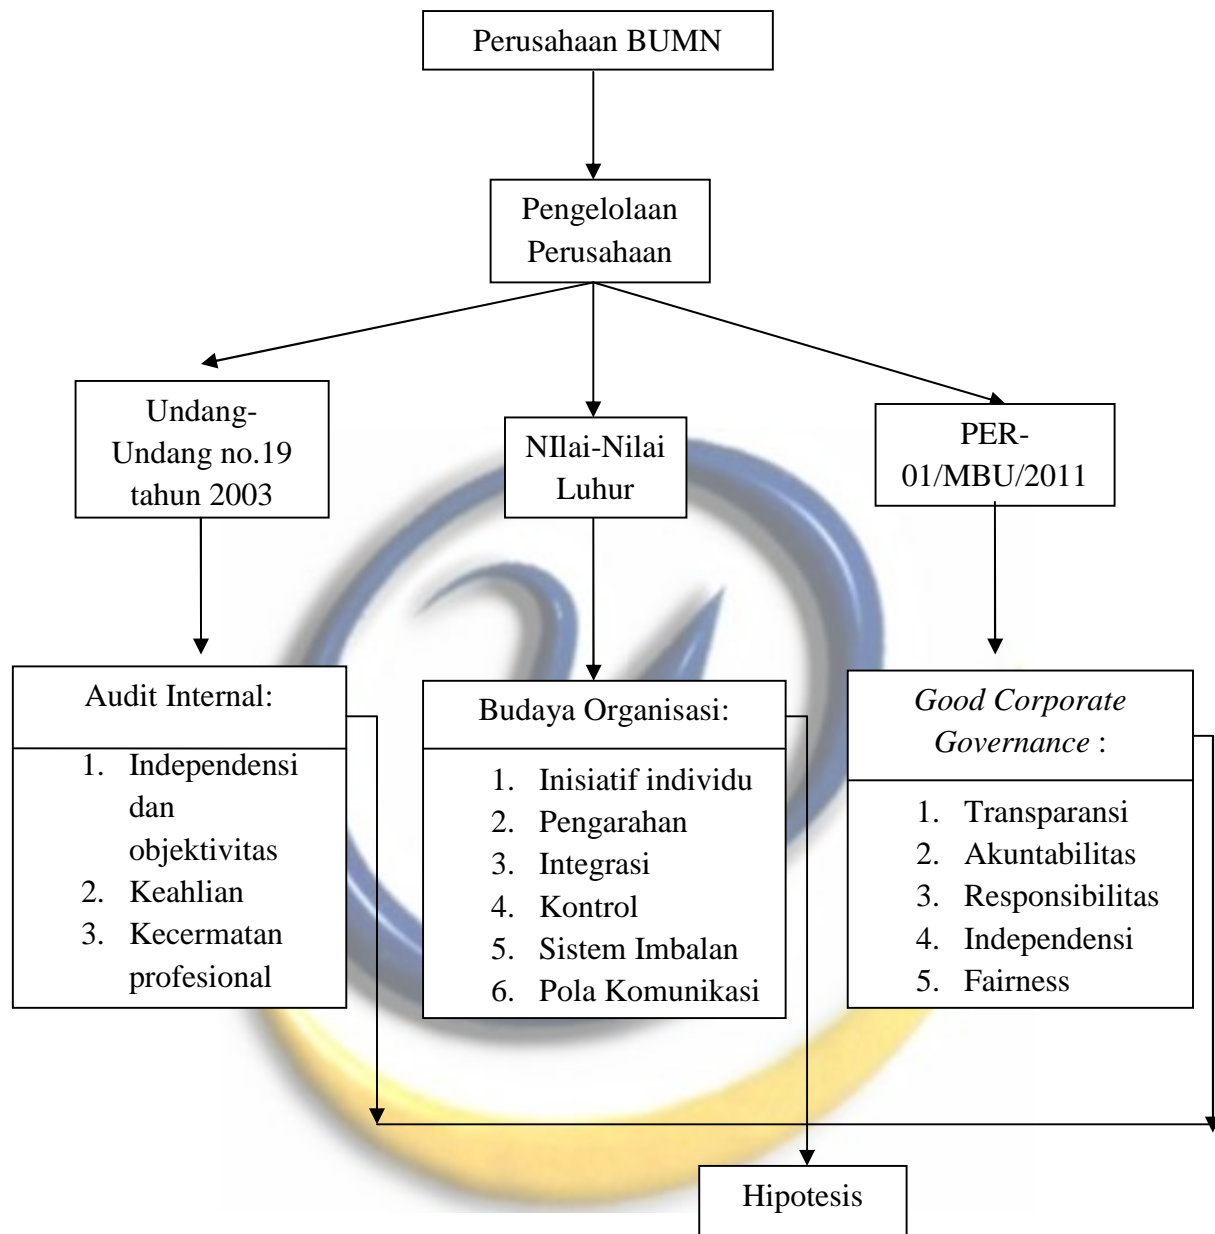 Perusahaan BUMN
Pengelolaan
Perusahaan
Undang-
Undang no.19
tahun 2003
NIlai-Nilai
Luhur
PER-
01/MBU/2011
Audit Internal:
1. Independensi
dan
objektivitas
2. Keahlian
3. Kecermatan
profesional
Budaya Organisasi:
1. Inisiatif individu
2. Pengarahan
3. Integrasi
4. Kontrol
5. Sistem Imbalan
6. Pola Komunikasi
Good Corporate
Governance :
1. Transparansi
2. Akuntabilitas
3. Responsibilitas
4. Independensi
5. Fairness
Hipotesis